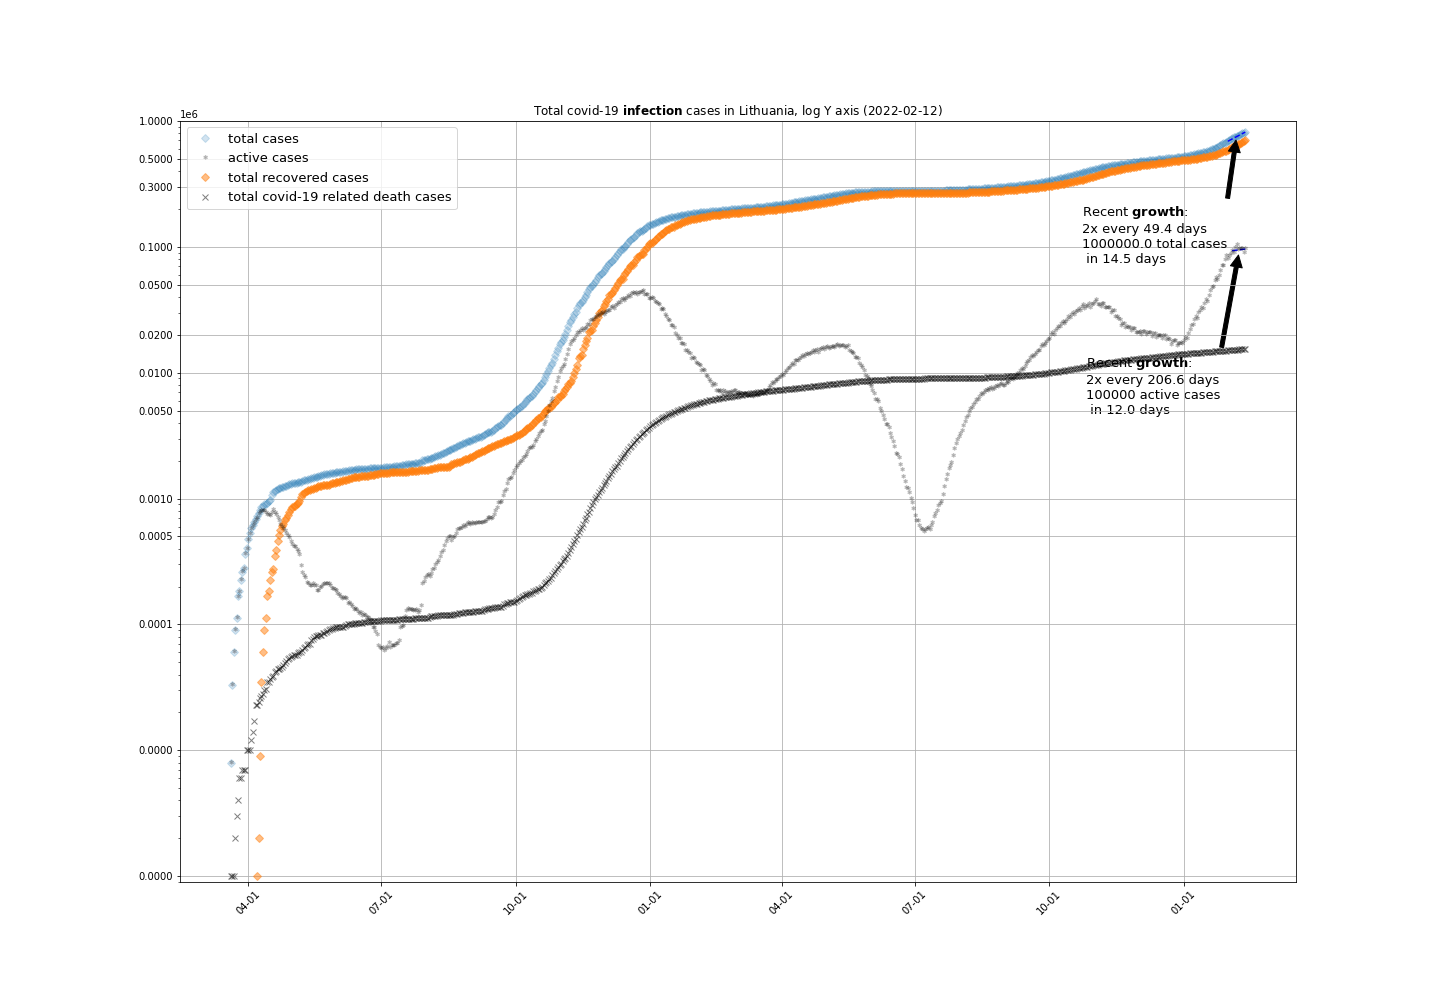 Total covid-19 infection cases in Lithuania, log Y axis (2022-02-12)
1e6
1.0000
0.5000
0.3000
0.1000
0.0500
0.0200
0.0100
0.0050
0.0010
0.0005
0.0001
0.0000
0.0000
total cases
active cases
total recovered cases
total covid-19 related death cases
Recent growth:
2x every 49.4 days
1000000.0 total cases
in 14.5 days
Recent growth:
2x every 206.6 days
100000 active cases
in 12.0 days
04-01
07-01
10-01
01-01
04-01
07-01
10-01
01-01